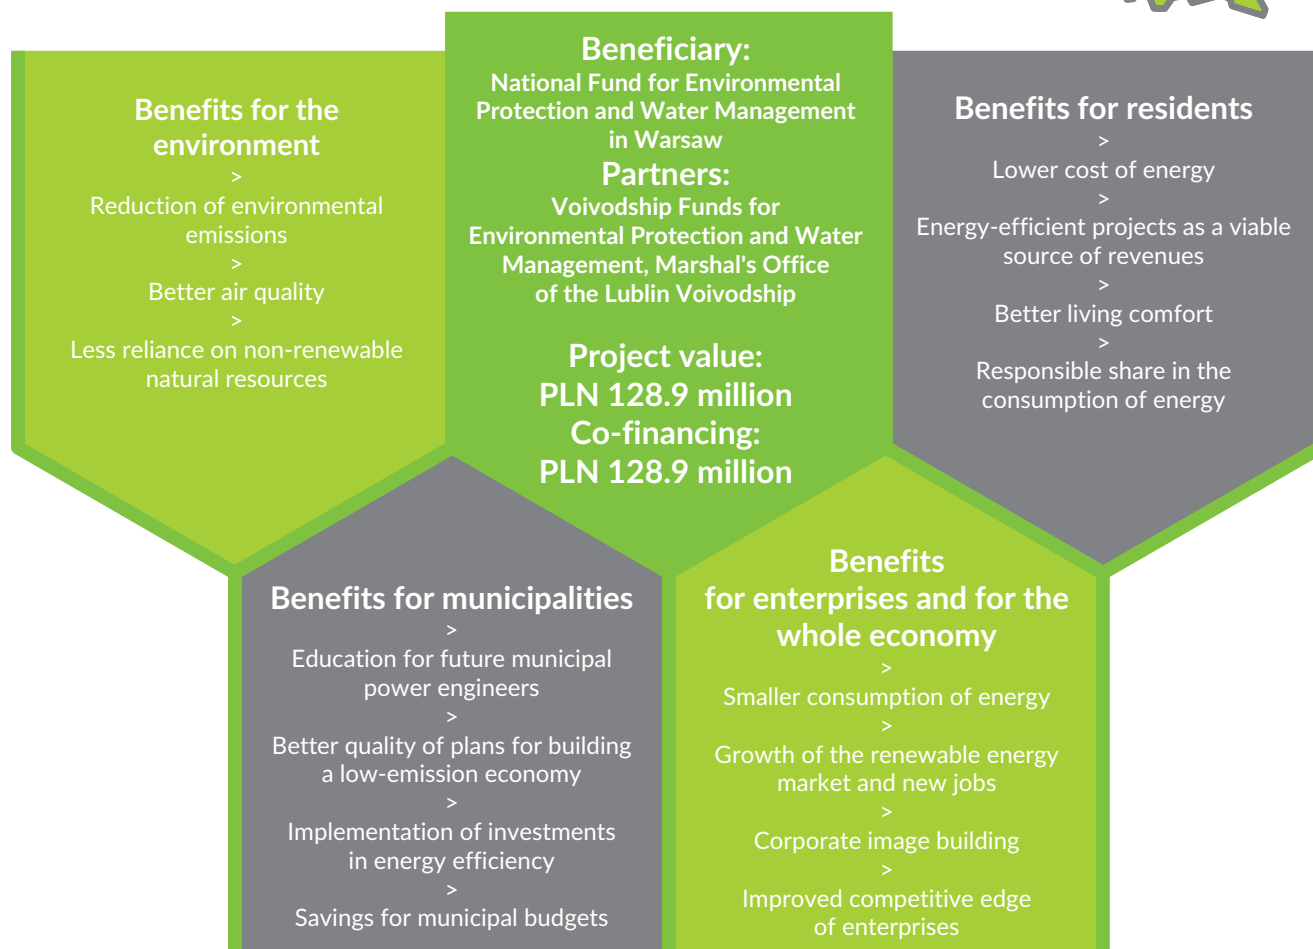 Benefits for the
environment
>
Reduction of environmental
emissions
>
Better air quality
>
Less reliance on non-renewable
natural resources
Beneficiary:
National Fund for Environmental
Protection and Water Management
in Warsaw
Partners:
Voivodship Funds for
Environmental Protection and Water
Management, Marshal's Office
of the Lublin Voivodship
Project value:
PLN 128.9 million
Co-financing:
PLN 128.9 million
Benefits for residents
>
Lower cost of energy
>
Energy-efficient projects as a viable
source of revenues
>
Better living comfort
>
Responsible share in the
consumption of energy
Benefits for municipalities
>
Education for future municipal
power engineers
>
Better quality of plans for building
a low-emission economy
>
Implementation of investments
in energy efficiency
>
Savings for municipal budgets
Benefits
for enterprises and for the
whole economy
>
Smaller consumption of energy
>
Growth of the renewable energy
market and new jobs
>
Corporate image building
>
Improved competitive edge
of enterprises